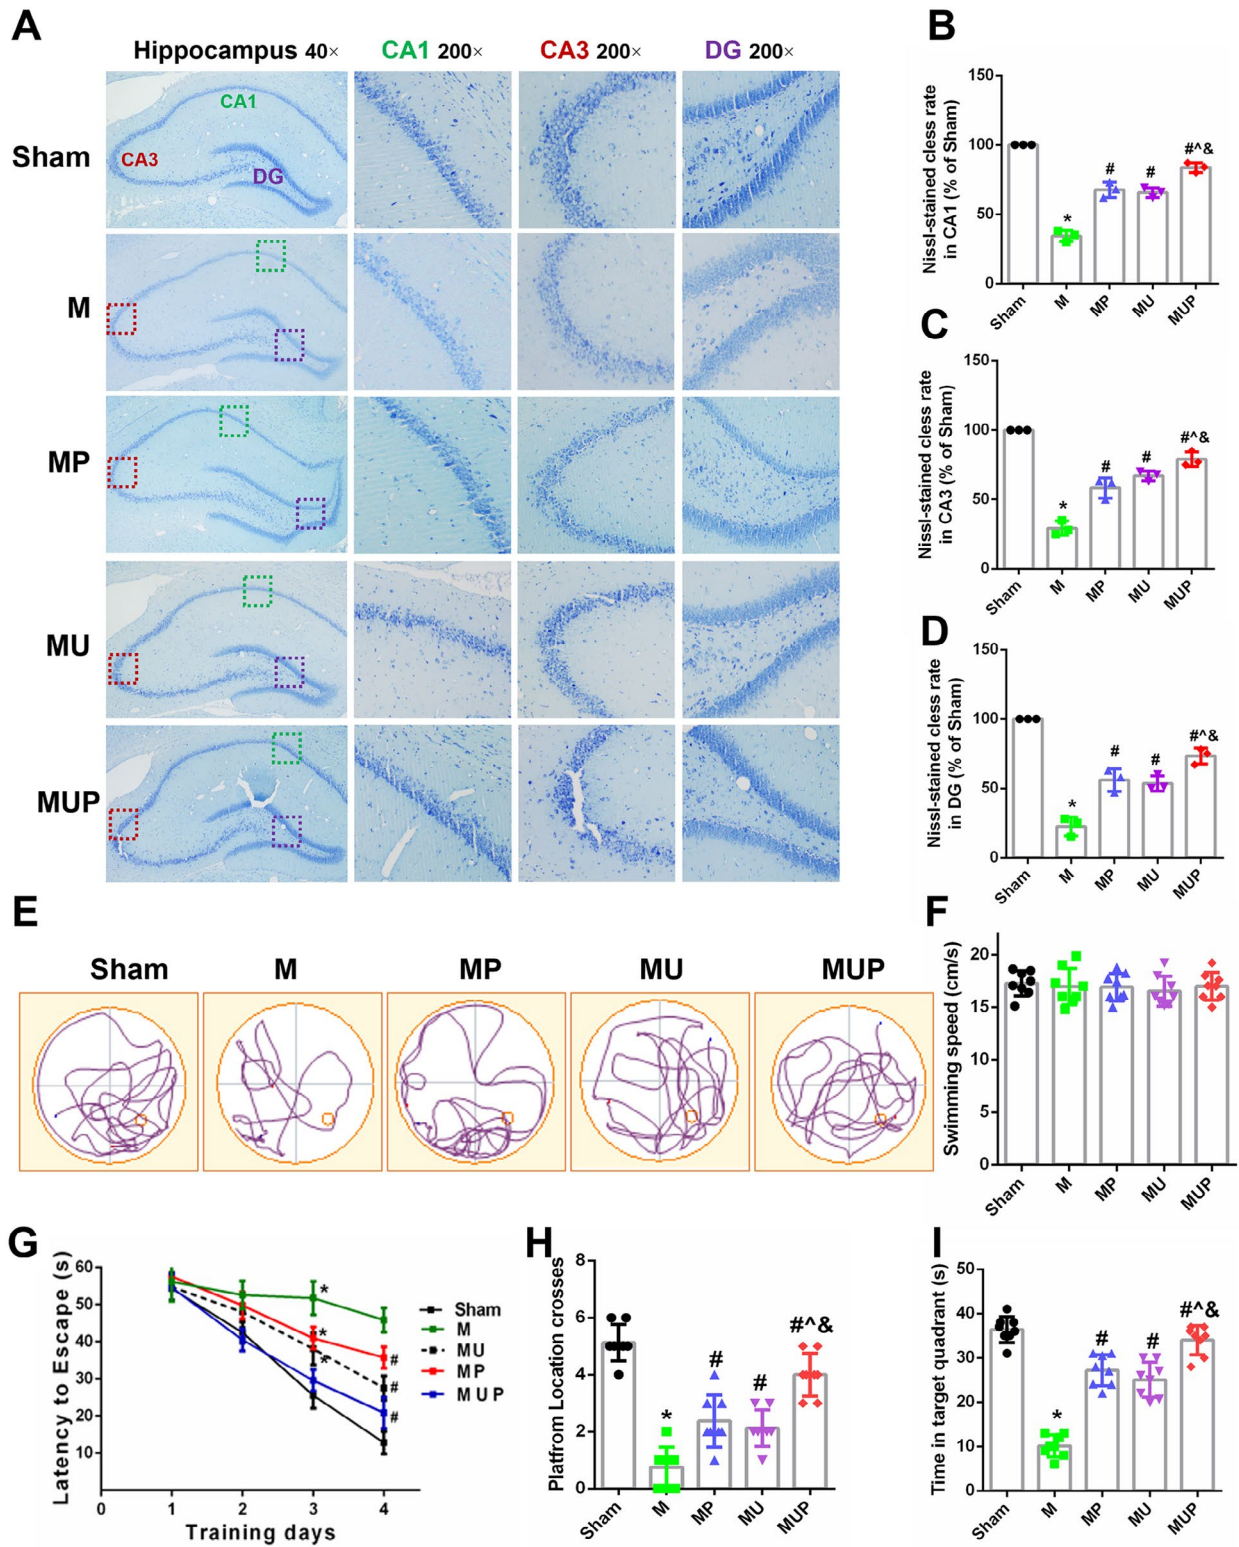 A
Hippocampus 40× CA1 200× CA3 200× DG 200×
Sham
CA1
CA3
DG
M
MP
MU
MUP
B
Nissl-stained cless rate
in CA1 (% of Sham)
150
100
50
0
* # # #^&
Sham M MP MU MUP
C
Nissl-stained cless rate
in CA3 (% of Sham)
150
100
50
0
* # # #^&
Sham M MP MU MUP
D
Nissl-stained cless rate
in DG (% of Sham)
150
100
50
0
* # # #^&
Sham M MP MU MUP
E
Sham M MP MU MUP
F
Swimming speed (cm/s)
20
15
10
5
0
Sham M MP MU MUP
G
Latency to Escape (s)
60
50
40
30
20
10
* * *
# # #
0 1 2 3 4
Training days
Sham
M
MU
MP
MUP
H
Platfrom Location crosses
8
6
4
2
0
* # # #^&
Sham M MP MU MUP
I
Time in target quadrant (s)
50
40
30
20
10
0
* # # #^&
Sham M MP MU MUP